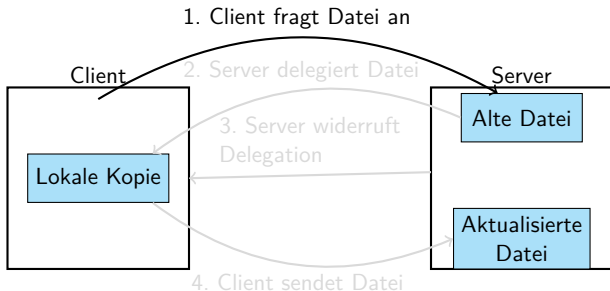 1. Client fragt Datei an
Client
2. Server delegiert Datei
Server
Alte Datei
3. Server widerruft
Delegation
Lokale Kopie
Aktualisierte
Datei
4. Client sendet Datei